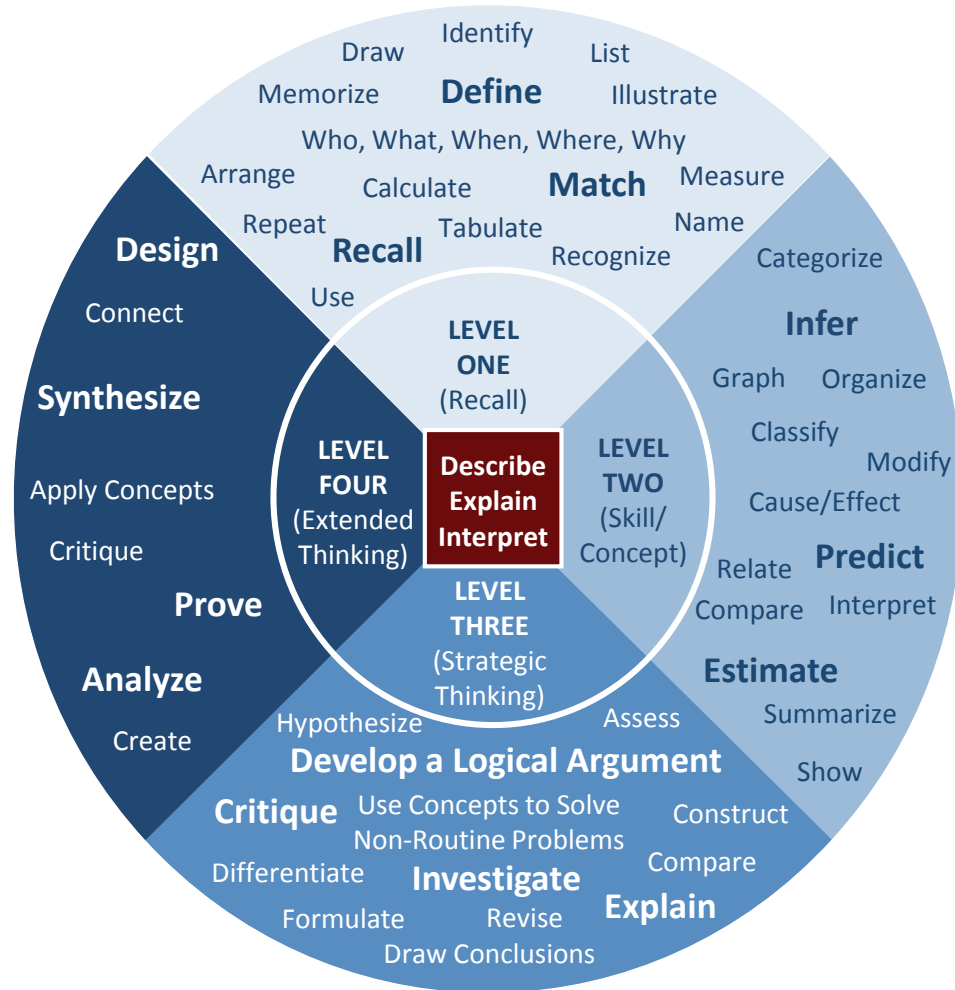 Identify
Draw
List
Memorize
Define
Illustrate
Who, What, When, Where, Why
Arrange
Calculate
Match
Measure
Repeat
Recall
Tabulate
Recognize
Name
Use
LEVEL
ONE
(Recall)
Categorize
Infer
Graph
Organize
Classify
Modify
Cause/Effect
Relate
Predict
Compare
Interpret
Estimate
Summarize
Show
LEVEL
TWO
(Skill/
Concept)
Describe
Explain
Interpret
LEVEL
THREE
(Strategic
Thinking)
Hypothesize
Assess
Develop a Logical Argument
Critique
Use Concepts to Solve
Non-Routine Problems
Construct
Differentiate
Investigate
Compare
Formulate
Revise
Explain
Draw Conclusions
LEVEL
FOUR
(Extended
Thinking)
Design
Connect
Synthesize
Apply Concepts
Critique
Prove
Analyze
Create